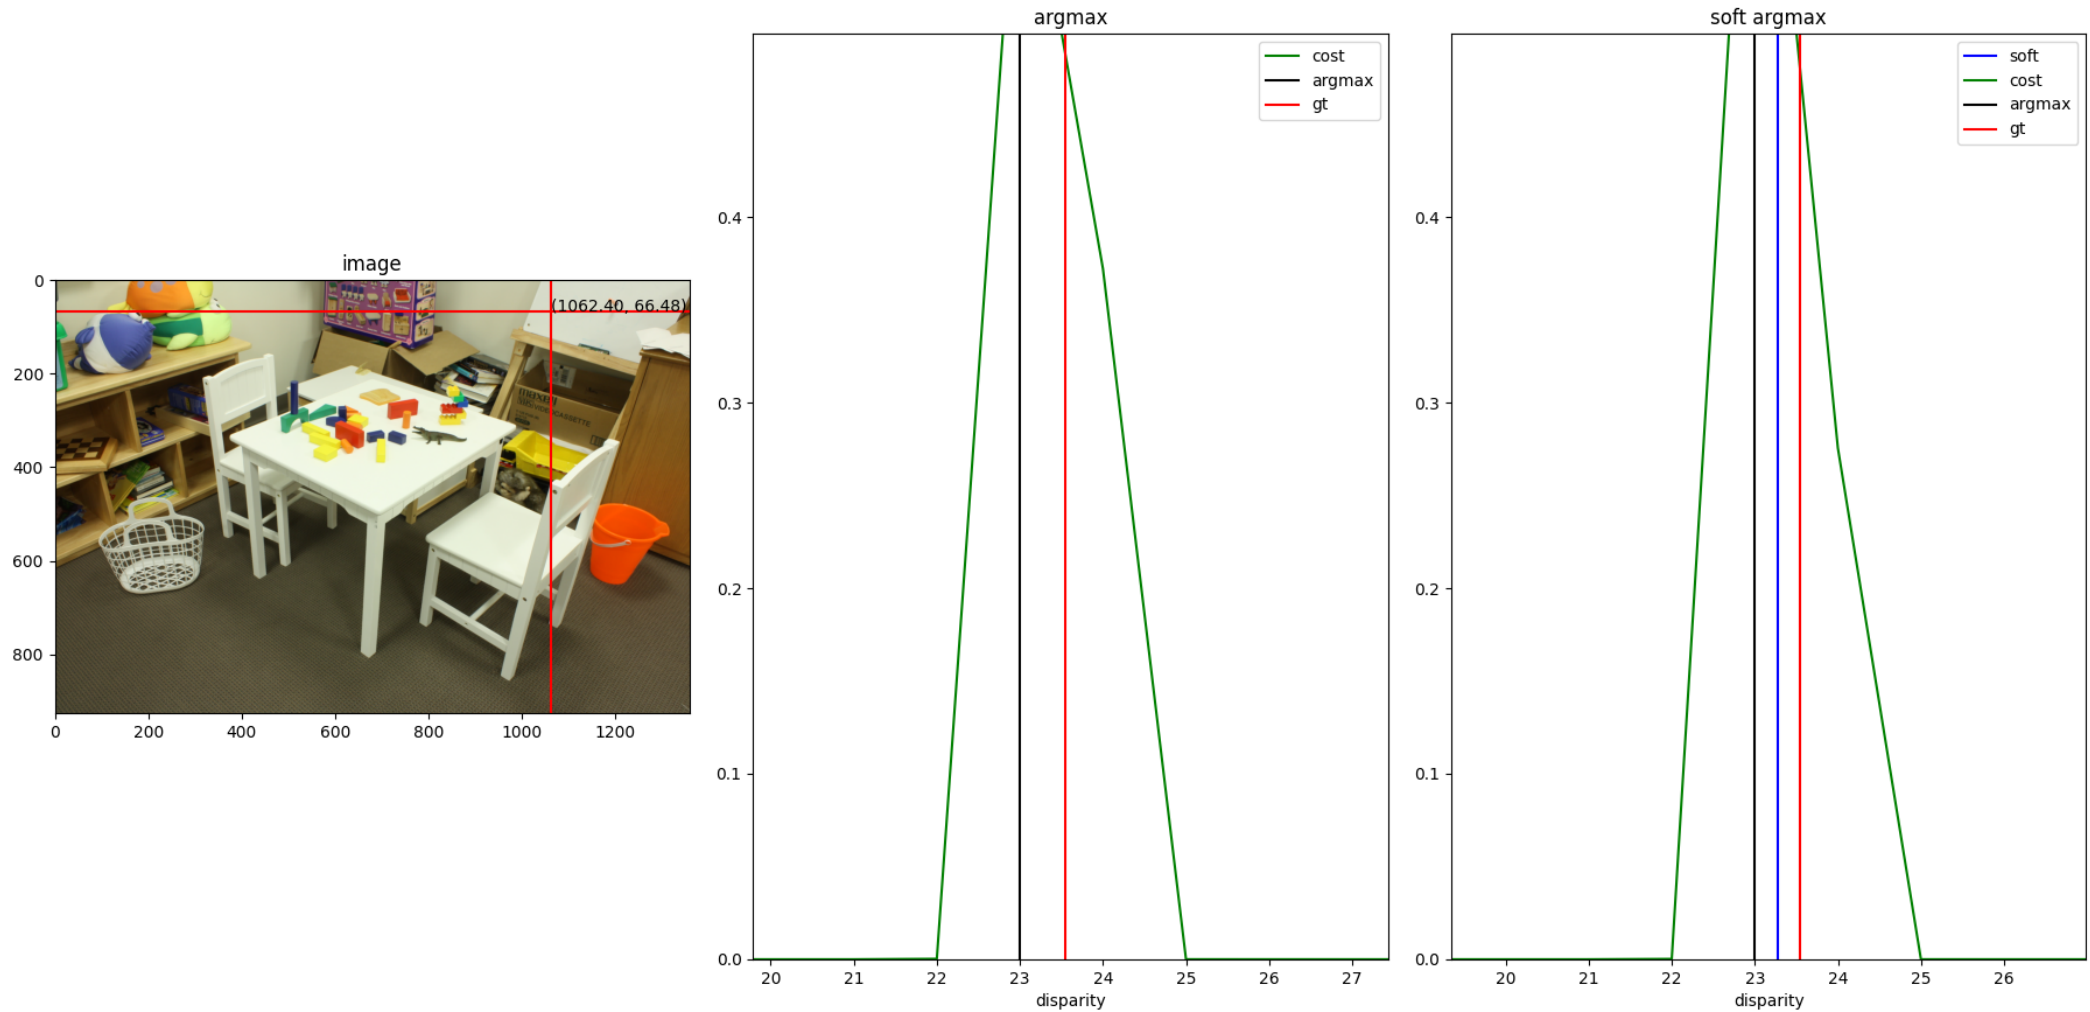 image
(1062.40, 66.48)
0
200
400
600
800
0 200 400 600 800 1000 1200
maxell
VIDEOCASSETTE
argmax
cost
argmax
gt
0.4
0.3
0.2
0.1
0.0
20 21 22 23 24 25 26 27
disparity
soft argmax
soft
cost
argmax
gt
0.4
0.3
0.2
0.1
0.0
20 21 22 23 24 25 26
disparity